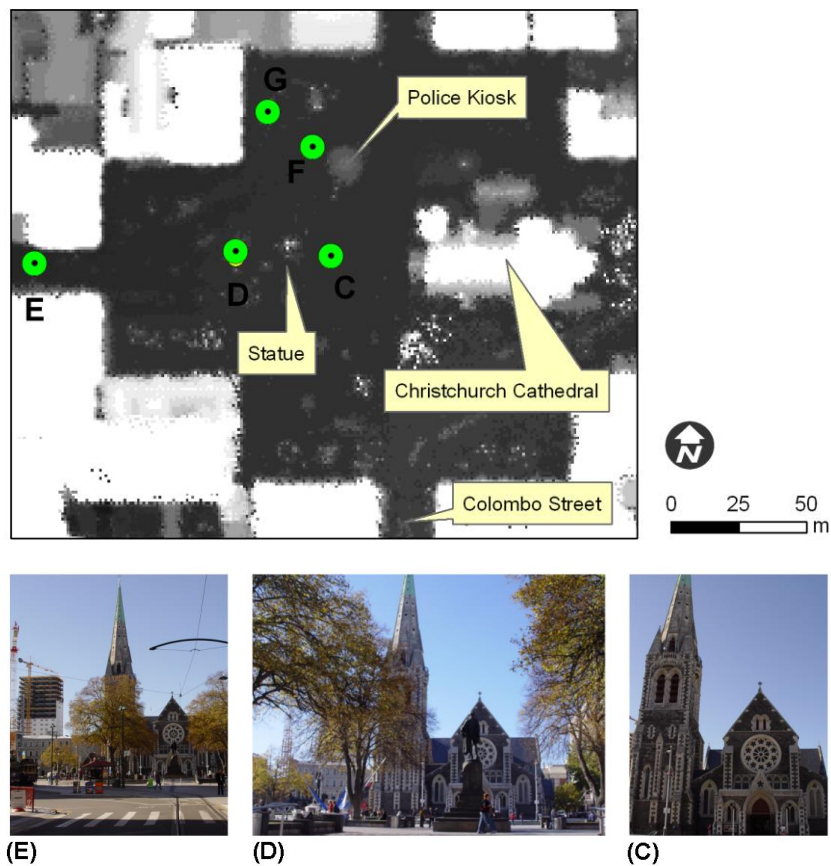 G
Police Kiosk
F
E
D
C
Statue
Christchurch Cathedral
N
Colombo Street
0 25 50
m
(E) (D) (C)